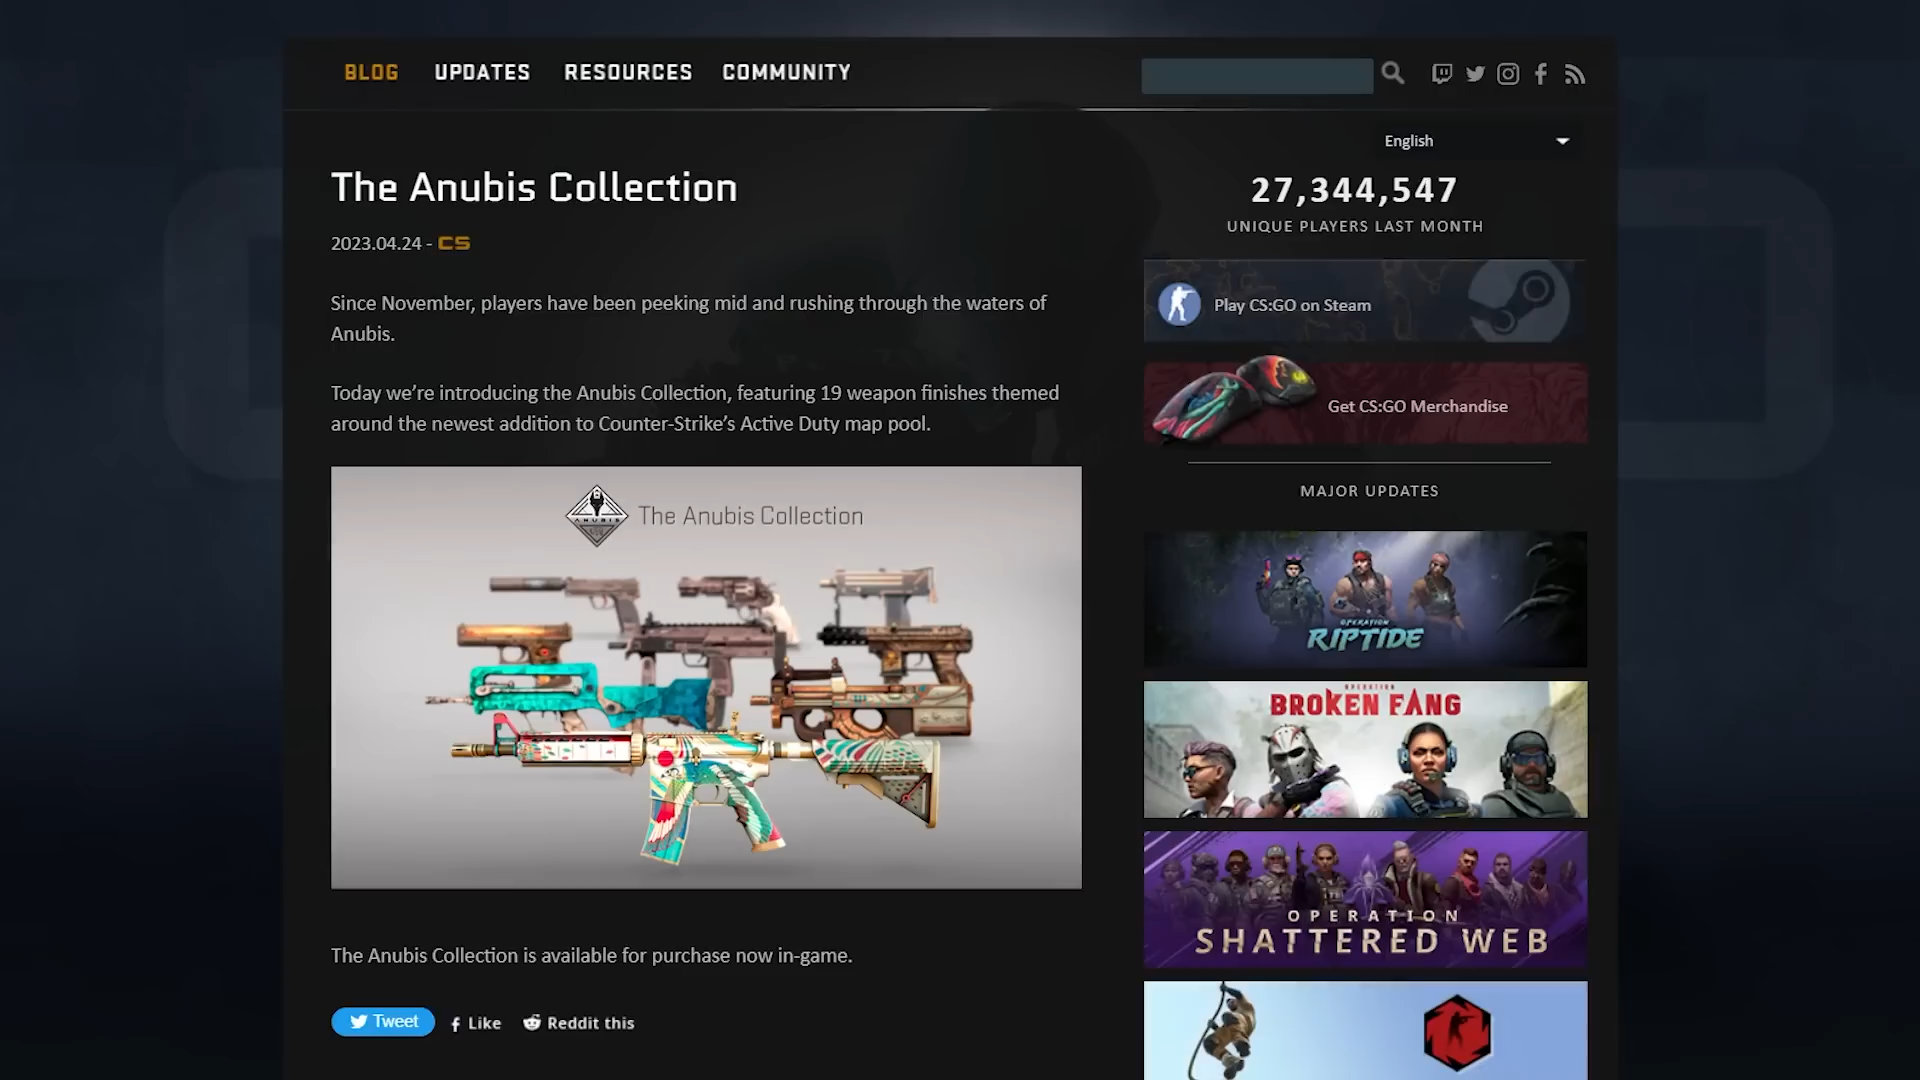 BLOG UPDATES RESOURCES COMMUNITY
English
The Anubis Collection
2023.04.24 - CS
Since November, players have been peeking mid and rushing through the waters of
Anubis.
Today we’re introducing the Anubis Collection, featuring 19 weapon finishes themed
around the newest addition to Counter-Strike’s Active Duty map pool.
ANUBIS
The Anubis Collection
The Anubis Collection is available for purchase now in-game.
Tweet Like Reddit this
27,344,547
UNIQUE PLAYERS LAST MONTH
Play CS:GO on Steam
Get CS:GO Merchandise
MAJOR UPDATES
OPERATION
RIPTIDE
OPERATION
BROKEN FANG
OPERATION
SHATTERED WEB